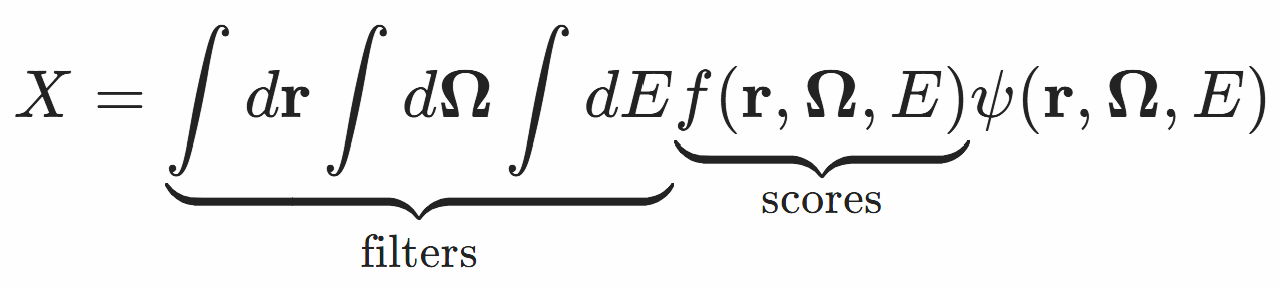 X = ∫ d𝐫 ∫ d𝛀 ∫ dE f(𝐫, 𝛀, E) ψ(𝐫, 𝛀, E)
scores
filters